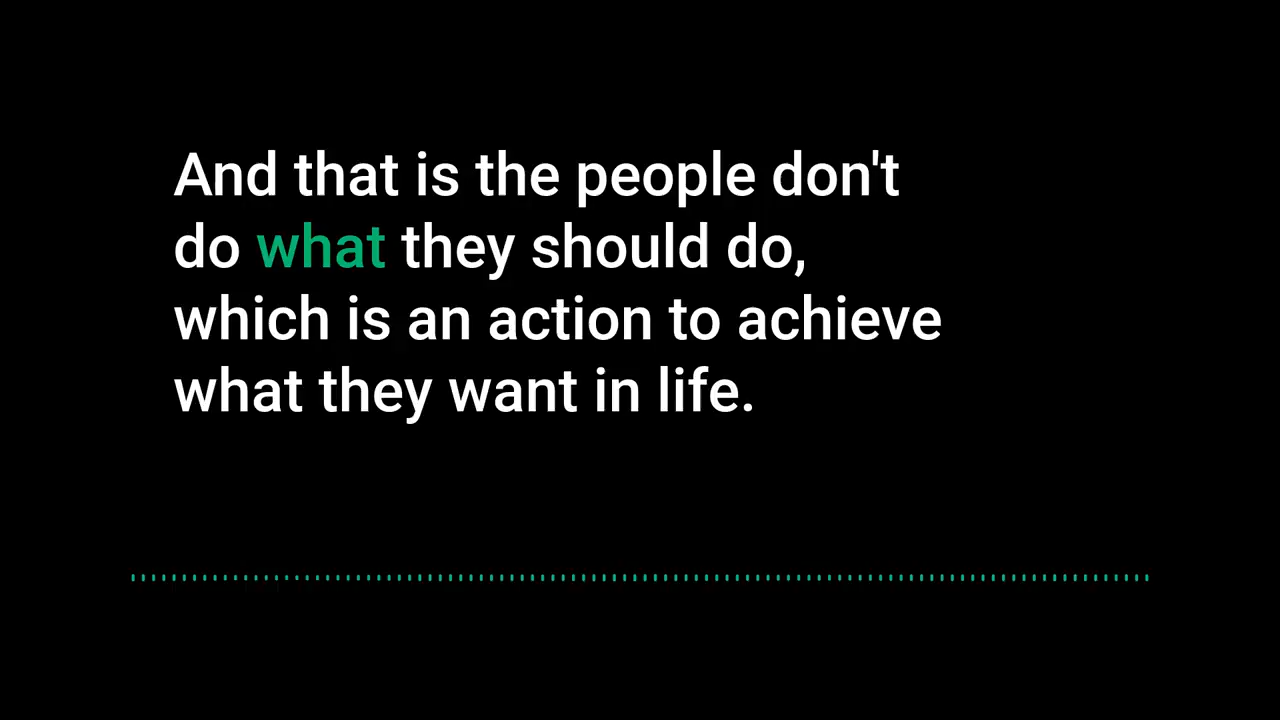 And that is the people don't
do what they should do,
which is an action to achieve
what they want in life.